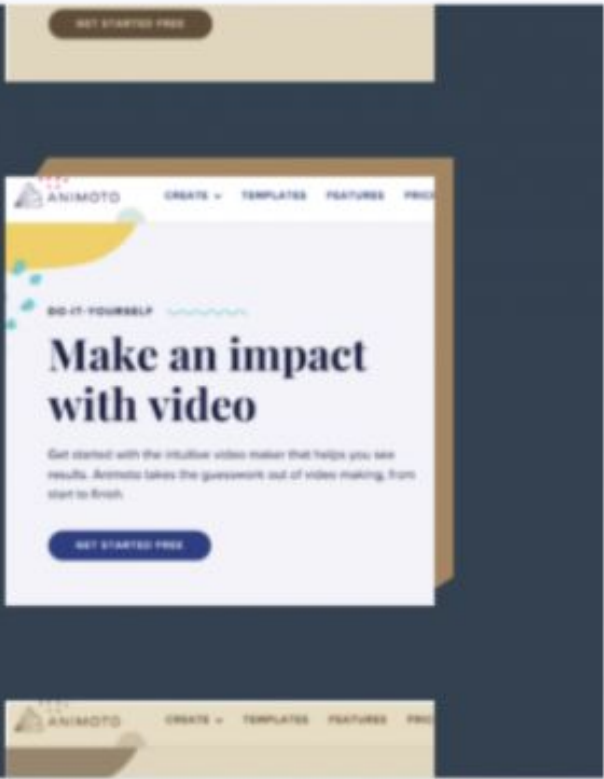 GET STARTED FREE
ANIMOTO CREATE TEMPLATES FEATURES PRIC
DO-IT-YOURSELF
Make an impact
with video
Get started with the intuitive video maker that helps you see
results. Animoto takes the guesswork out of video making, from
start to finish.
GET STARTED FREE
ANIMOTO CREATE TEMPLATES FEATURES PRIC